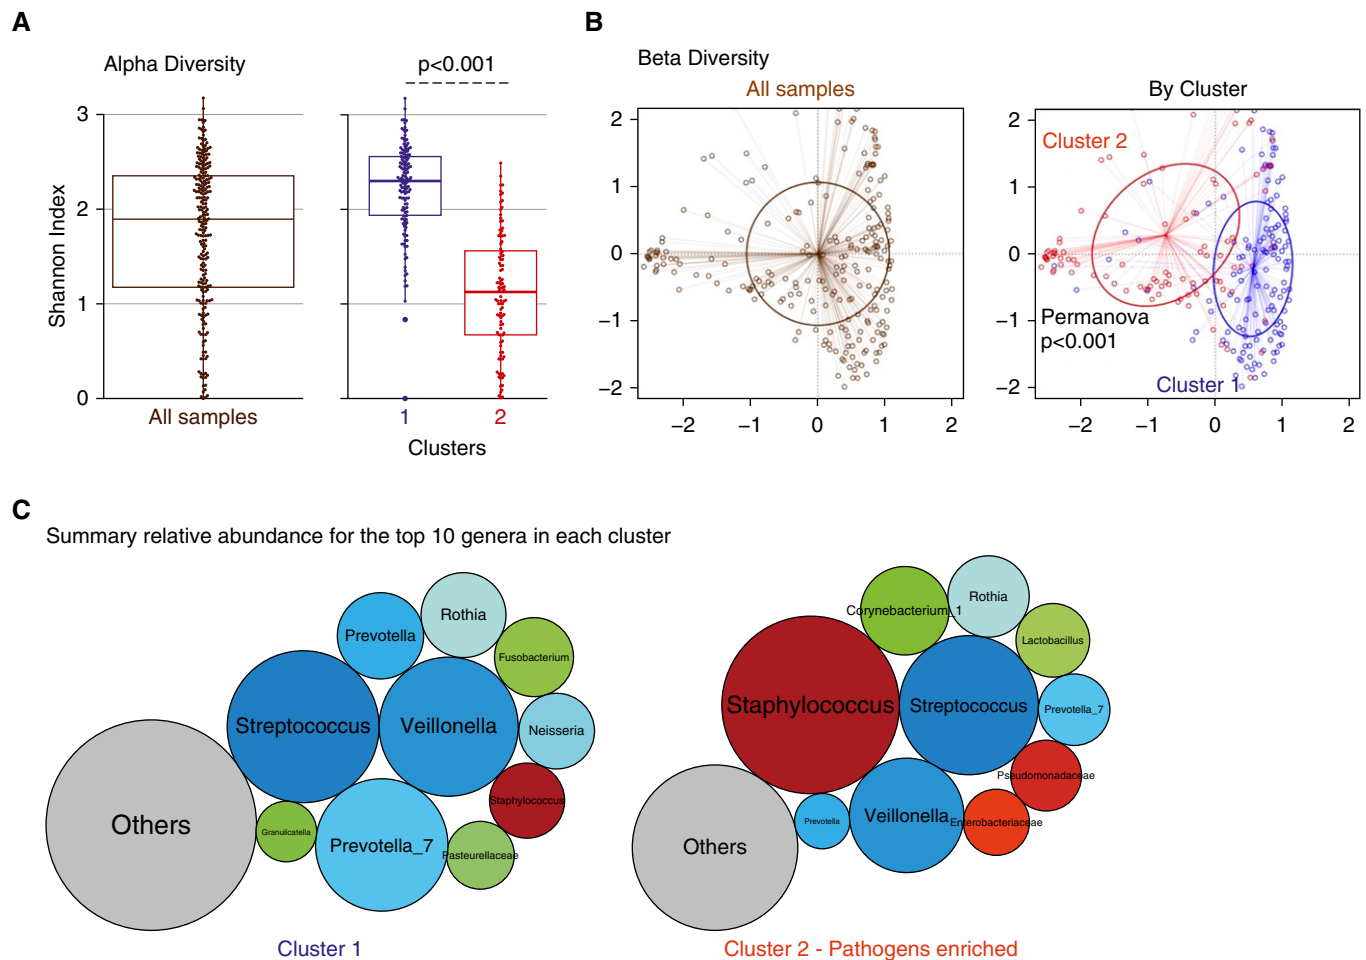 A
Alpha Diversity
p<0.001
Shannon Index
3
2
1
0
All samples
1
2
Clusters
B
Beta Diversity
All samples
2
1
0
−1
−2
−2
−1
0
1
2
By Cluster
Cluster 2
2
1
0
−1
−2
Permanova
p<0.001
Cluster 1
−2
−1
0
1
2
C
Summary relative abundance for the top 10 genera in each cluster
Prevotella
Rothia
Fusobacterium
Streptococcus
Veillonella
Neisseria
Staphylococcus
Others
Granulicatella
Prevotella_7
Pasteurellaceae
Cluster 1
Corynebacterium_1
Rothia
Lactobacillus
Staphylococcus
Streptococcus
Prevotella_7
Pseudomonadaceae
Others
Prevotella
Veillonella
Enterobacteriaceae
Cluster 2 - Pathogens enriched